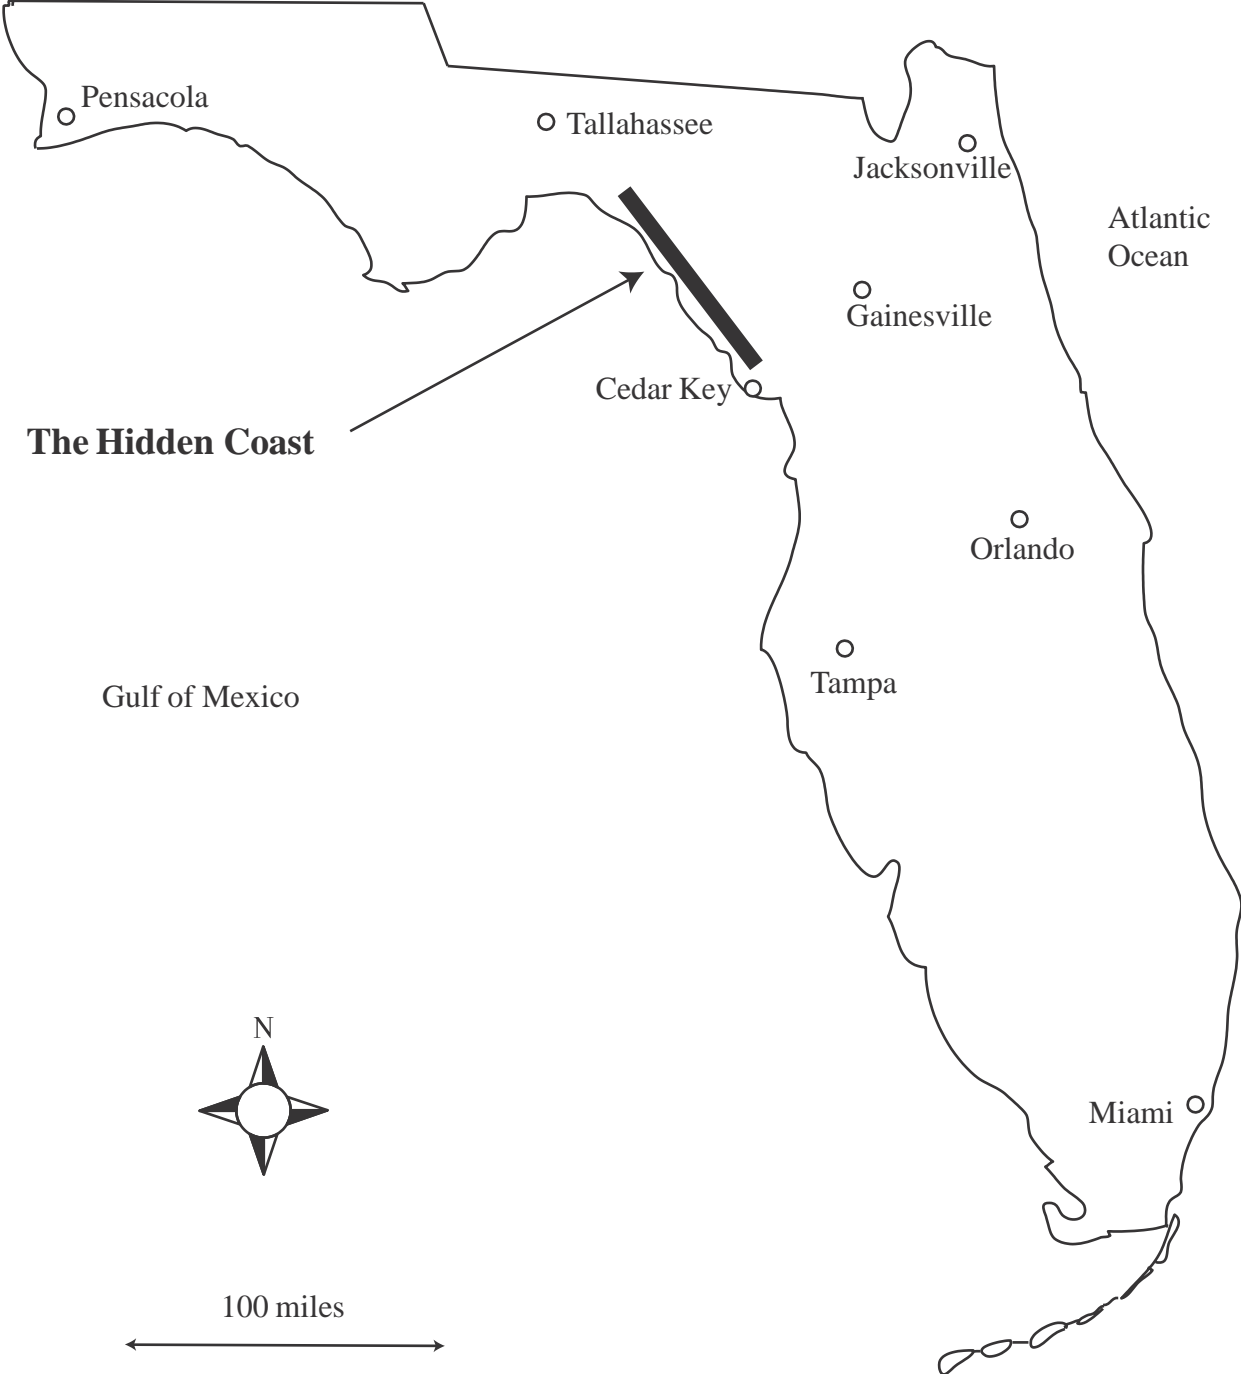 Pensacola
Tallahassee
Jacksonville
Atlantic
Ocean
Gainesville
Cedar Key
The Hidden Coast
Orlando
Tampa
Gulf of Mexico
N
Miami
100 miles